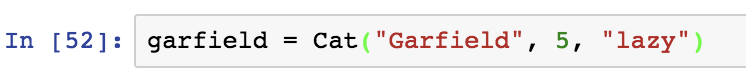 In [52]: garfield = Cat("Garfield", 5, "lazy")